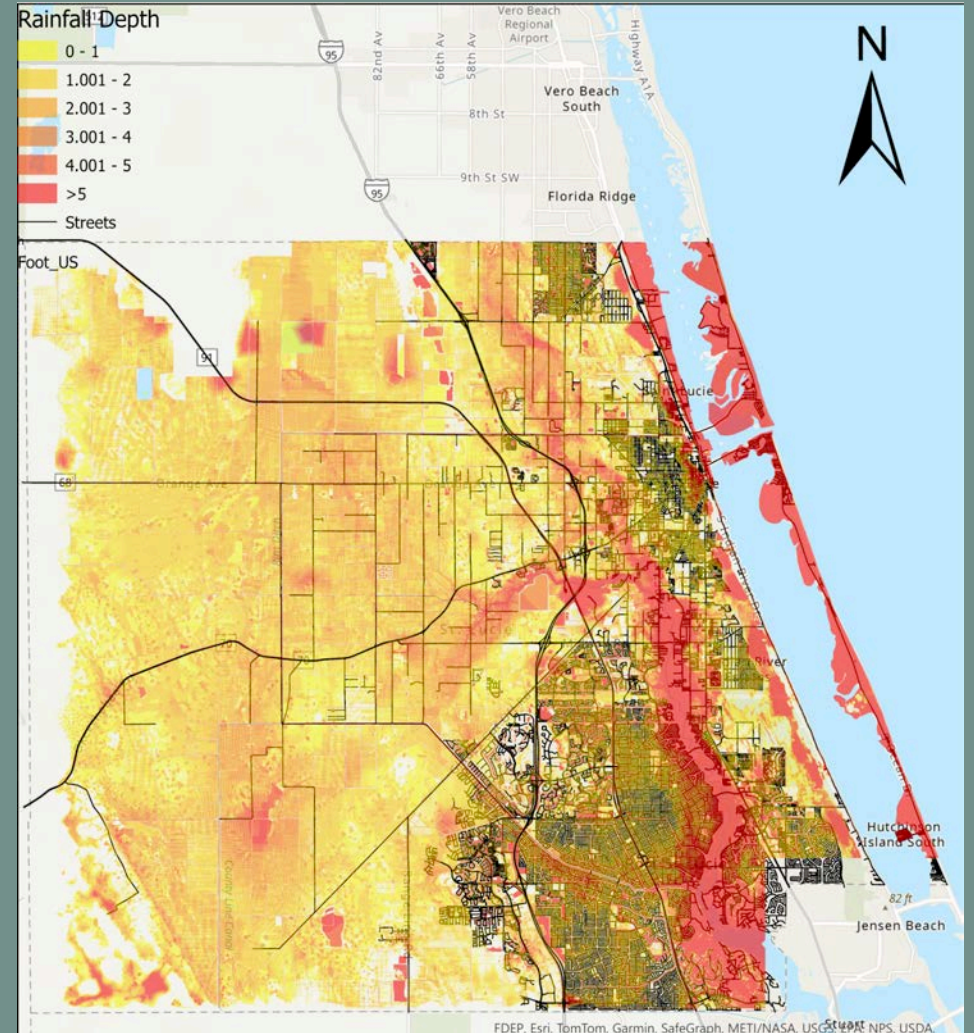 Rainfall Depth
0 - 1
1.001 - 2
2.001 - 3
3.001 - 4
4.001 - 5
>5
Streets
Foot_US
512
95
82nd Av
66th Av
58th Av
Vero Beach
Regional
Airport
Highway A1A
N
Vero Beach
South
8th St
9th St SW
95
Florida Ridge
91
Lucie
68
Orange Ave
River
Hutchinson
Island South
82 ft
Jensen Beach
Stuart
FDEP, Esri, TomTom, Garmin, SafeGraph, METI/NASA, USGS, EPA, NPS, USDA